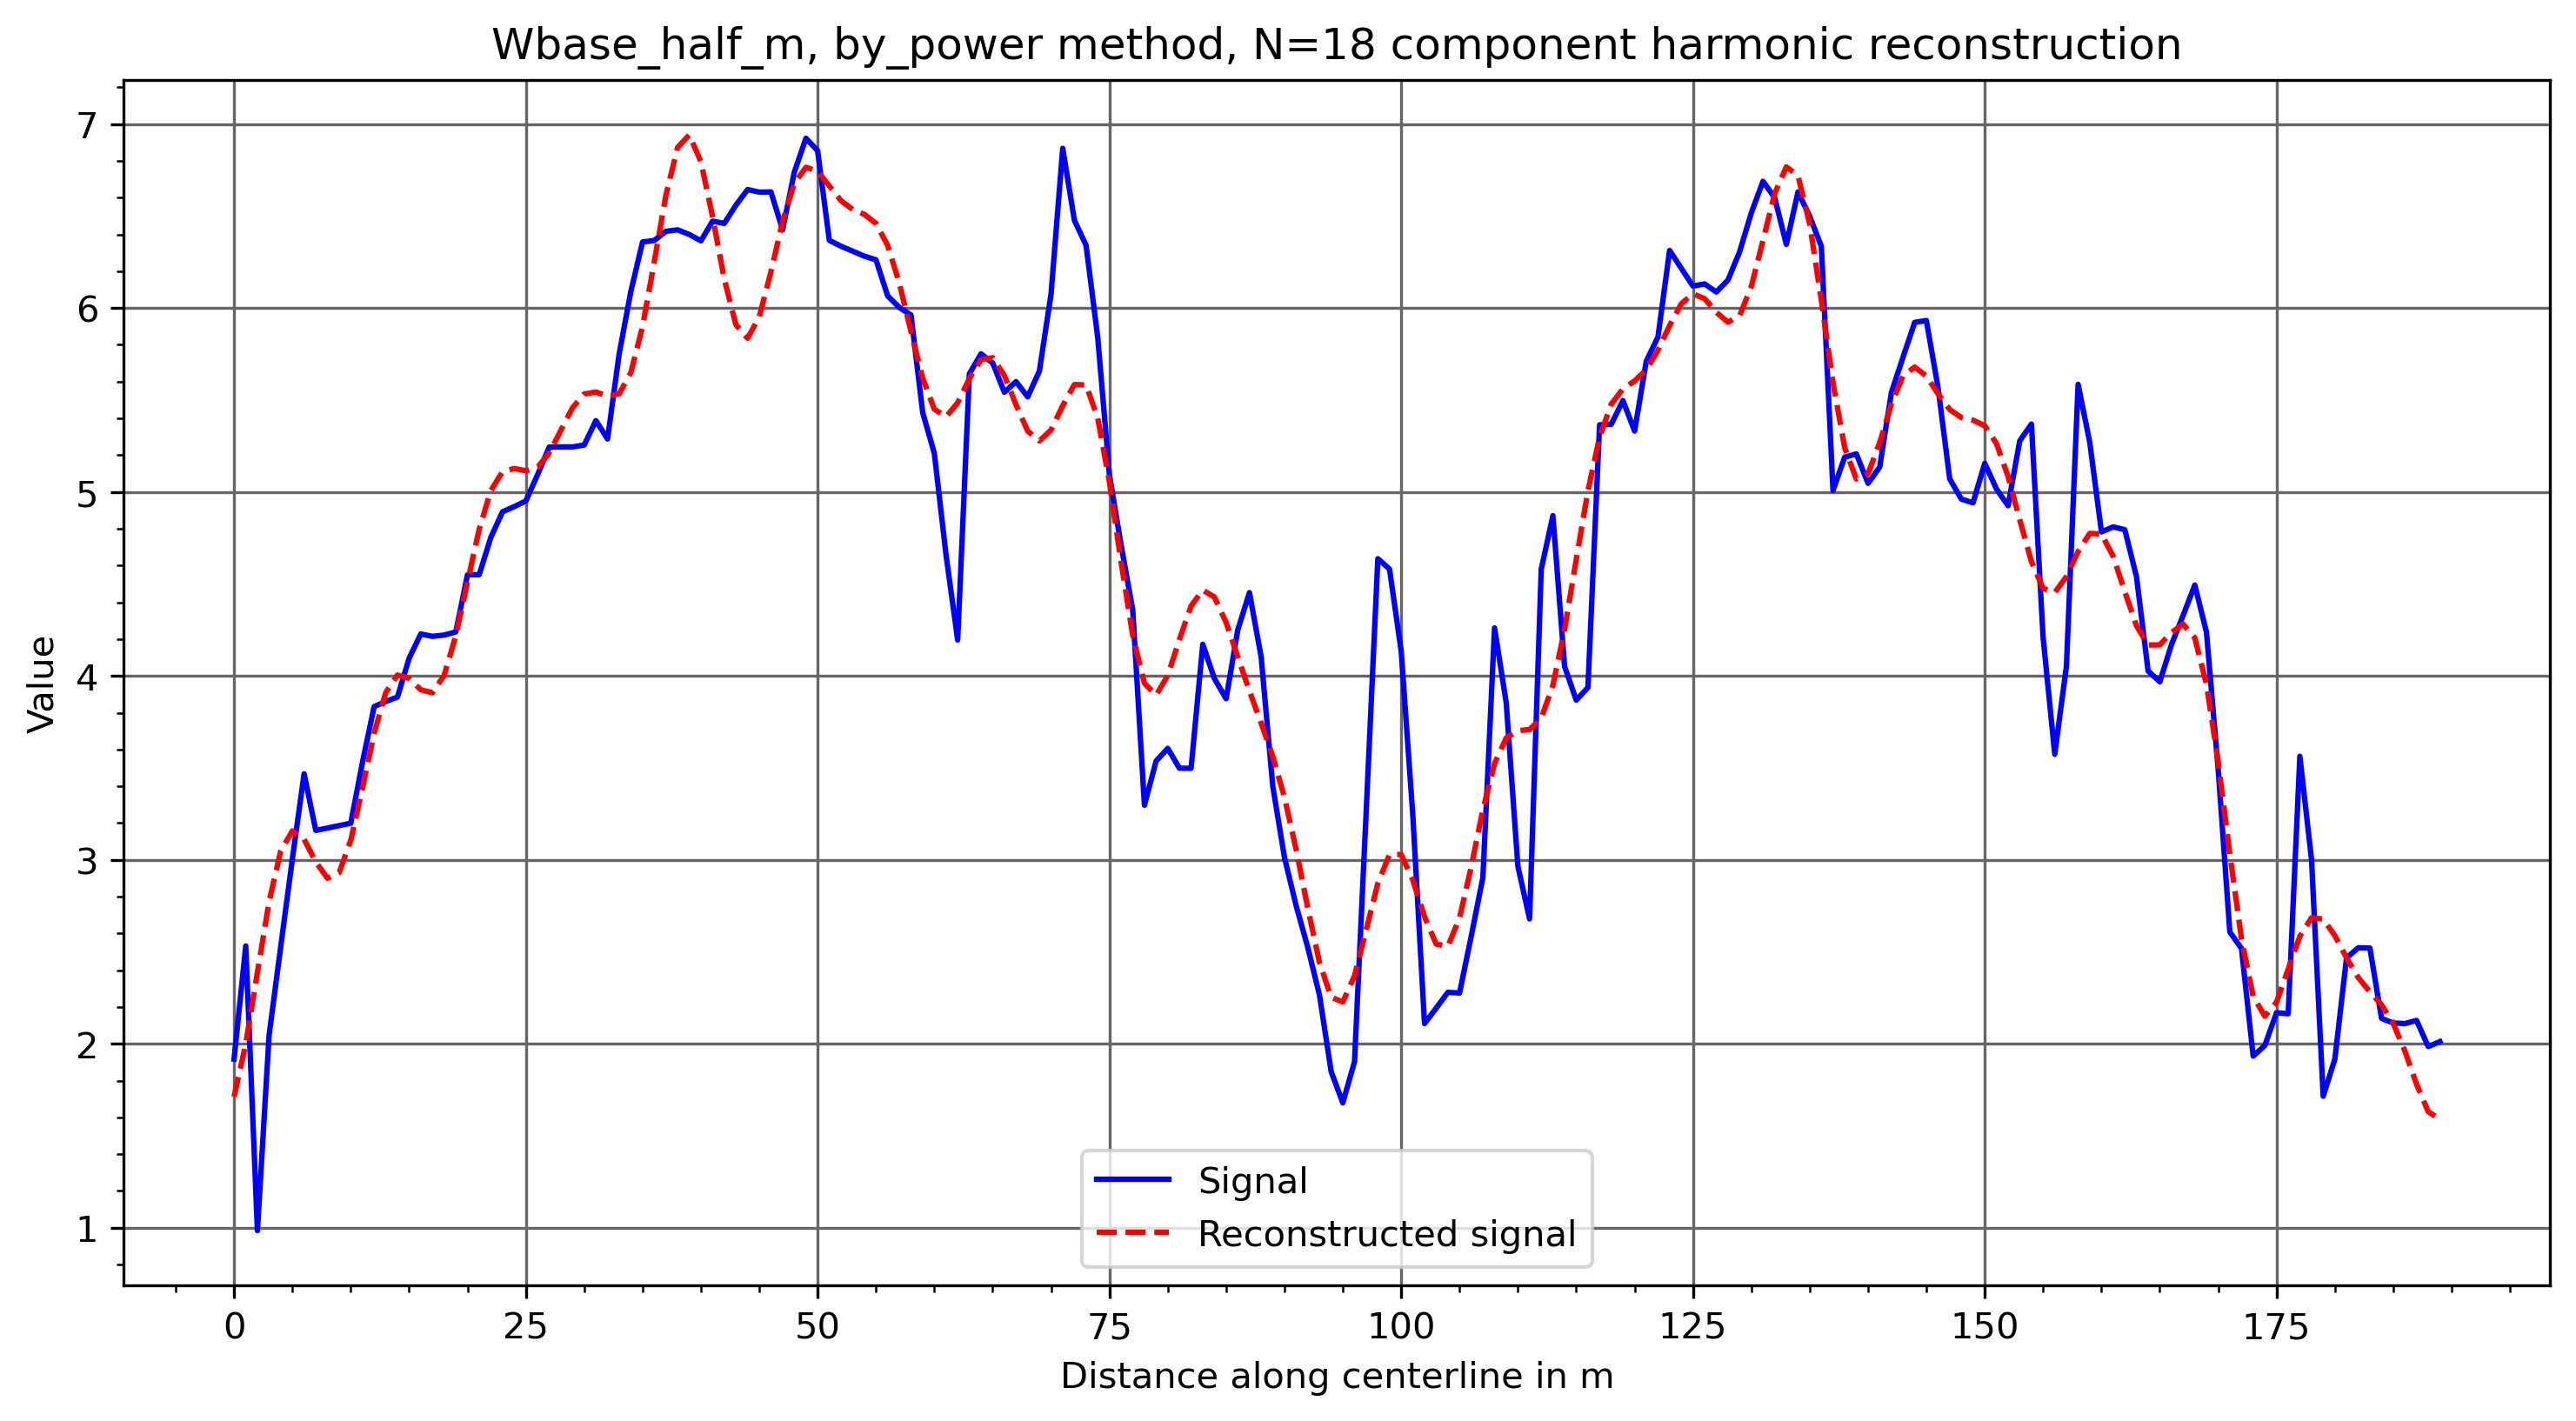 Wbase_half_m, by_power method, N=18 component harmonic reconstruction
7
6
5
4
3
2
1
Value
Signal
Reconstructed signal
0 25 50 75 100 125 150 175
Distance along centerline in m